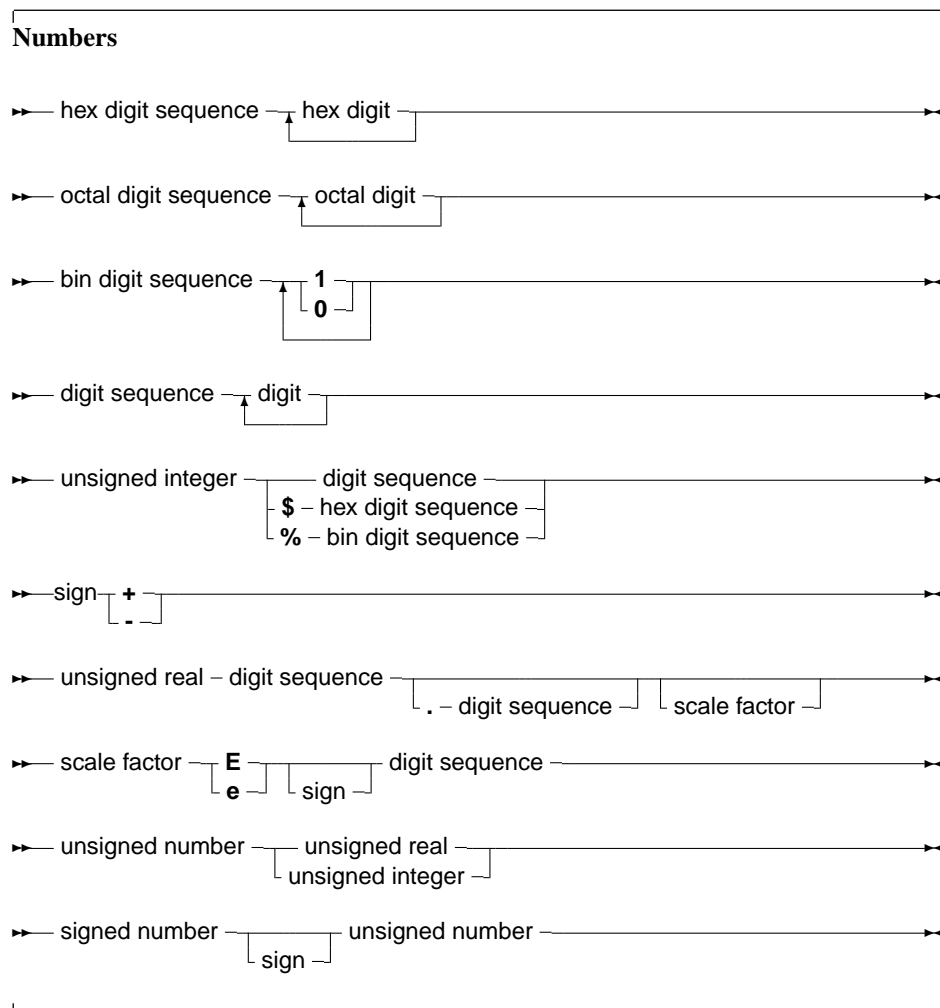 Numbers
hex digit sequence hex digit
octal digit sequence octal digit
bin digit sequence 1
0
digit sequence digit
unsigned integer digit sequence
$ hex digit sequence
% bin digit sequence
sign +
-
unsigned real digit sequence
. digit sequence scale factor
scale factor E digit sequence
e sign
unsigned number unsigned real
unsigned integer
signed number unsigned number
sign